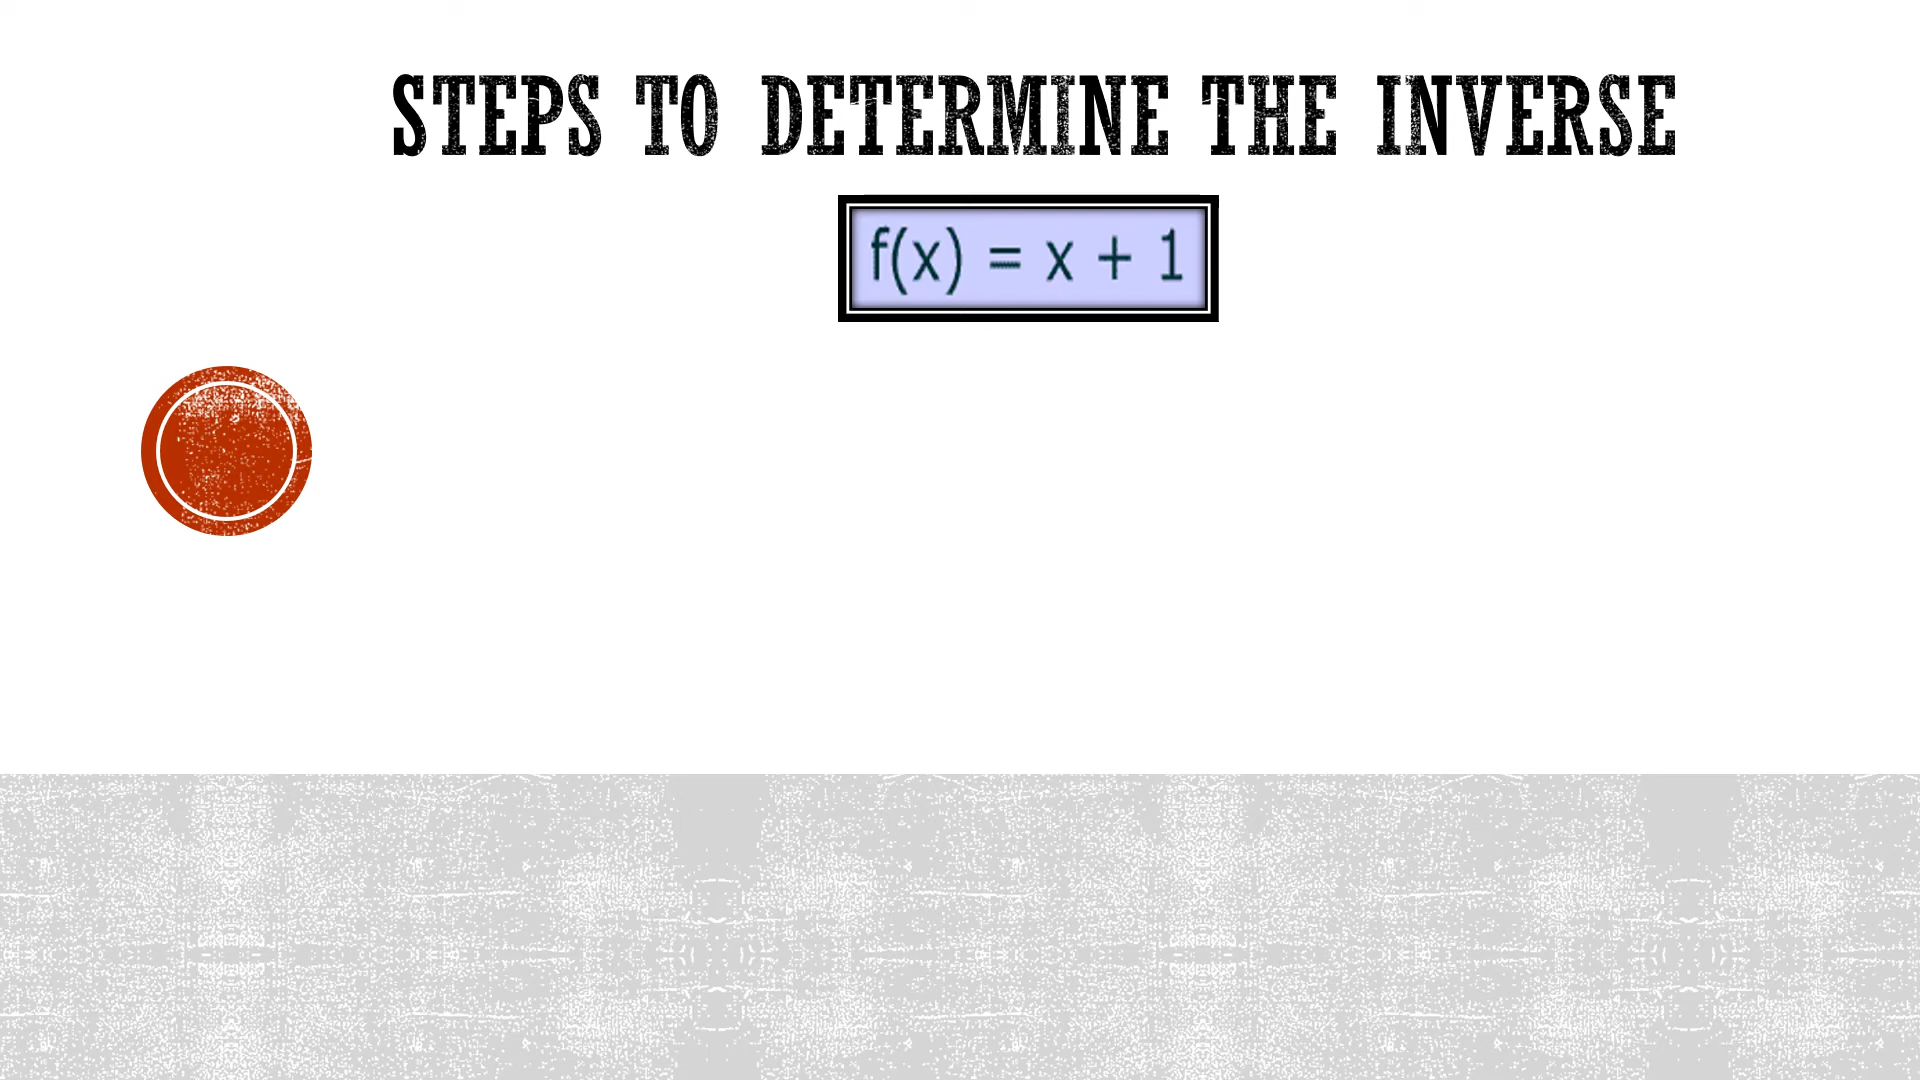 STEPS TO DETERMINE THE INVERSE
f(x) = x + 1